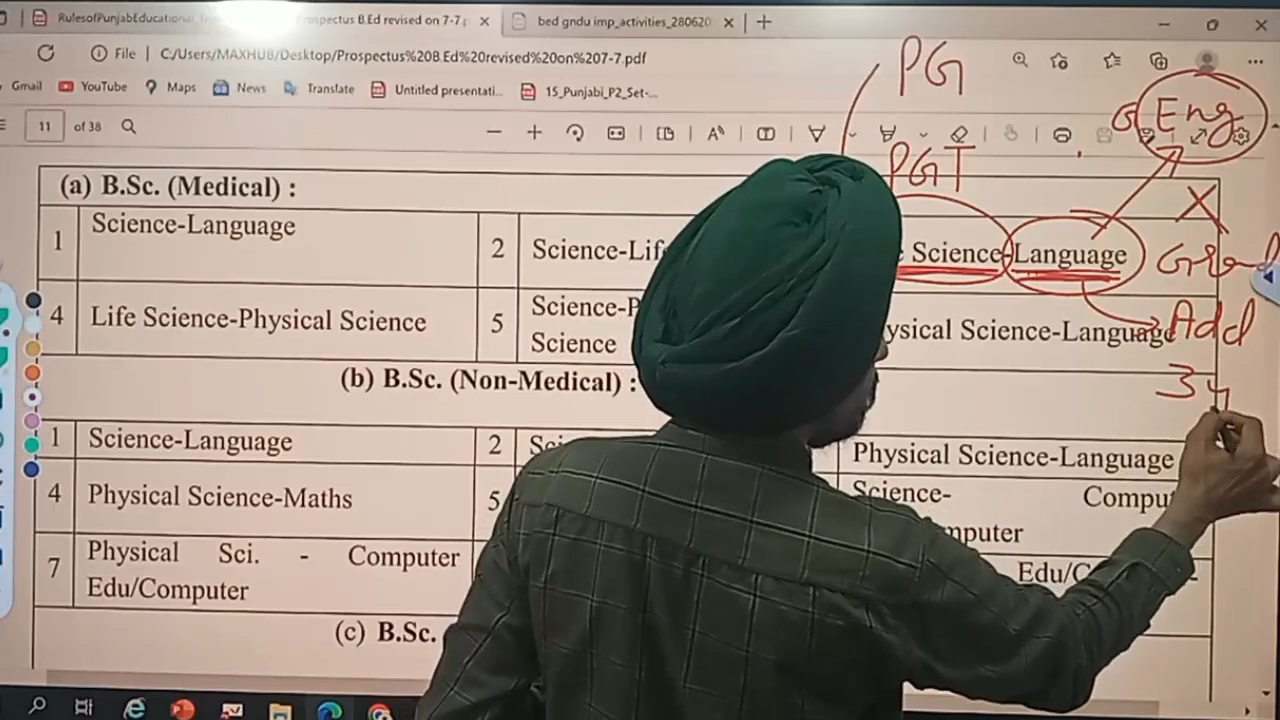 RulesofPunjabEducational
rospectus B.Ed revised on 7-7.p
bed gndu imp_activities_280620
File
C:/Users/MAXHUB/Desktop/Prospectus%20B.Ed%20revised%20on%207-7.pdf
Gmail
YouTube
Maps
News
Translate
Untitled presentati...
15_Punjabi_P2_Set-...
11 of 38
PG
PGT
Eng
X
(a) B.Sc. (Medical) :
1 Science-Language
2 Science-Life
Science-Language
Grad
4 Life Science-Physical Science
5 Science-P
Science
ysical Science-Language
Add
3y
(b) B.Sc. (Non-Medical) :
1 Science-Language
2 Sci
Physical Science-Language
4 Physical Science-Maths
5
Science- Compu
mputer
7 Physical Sci. - Computer
Edu/Computer
Edu/C
(c) B.Sc.